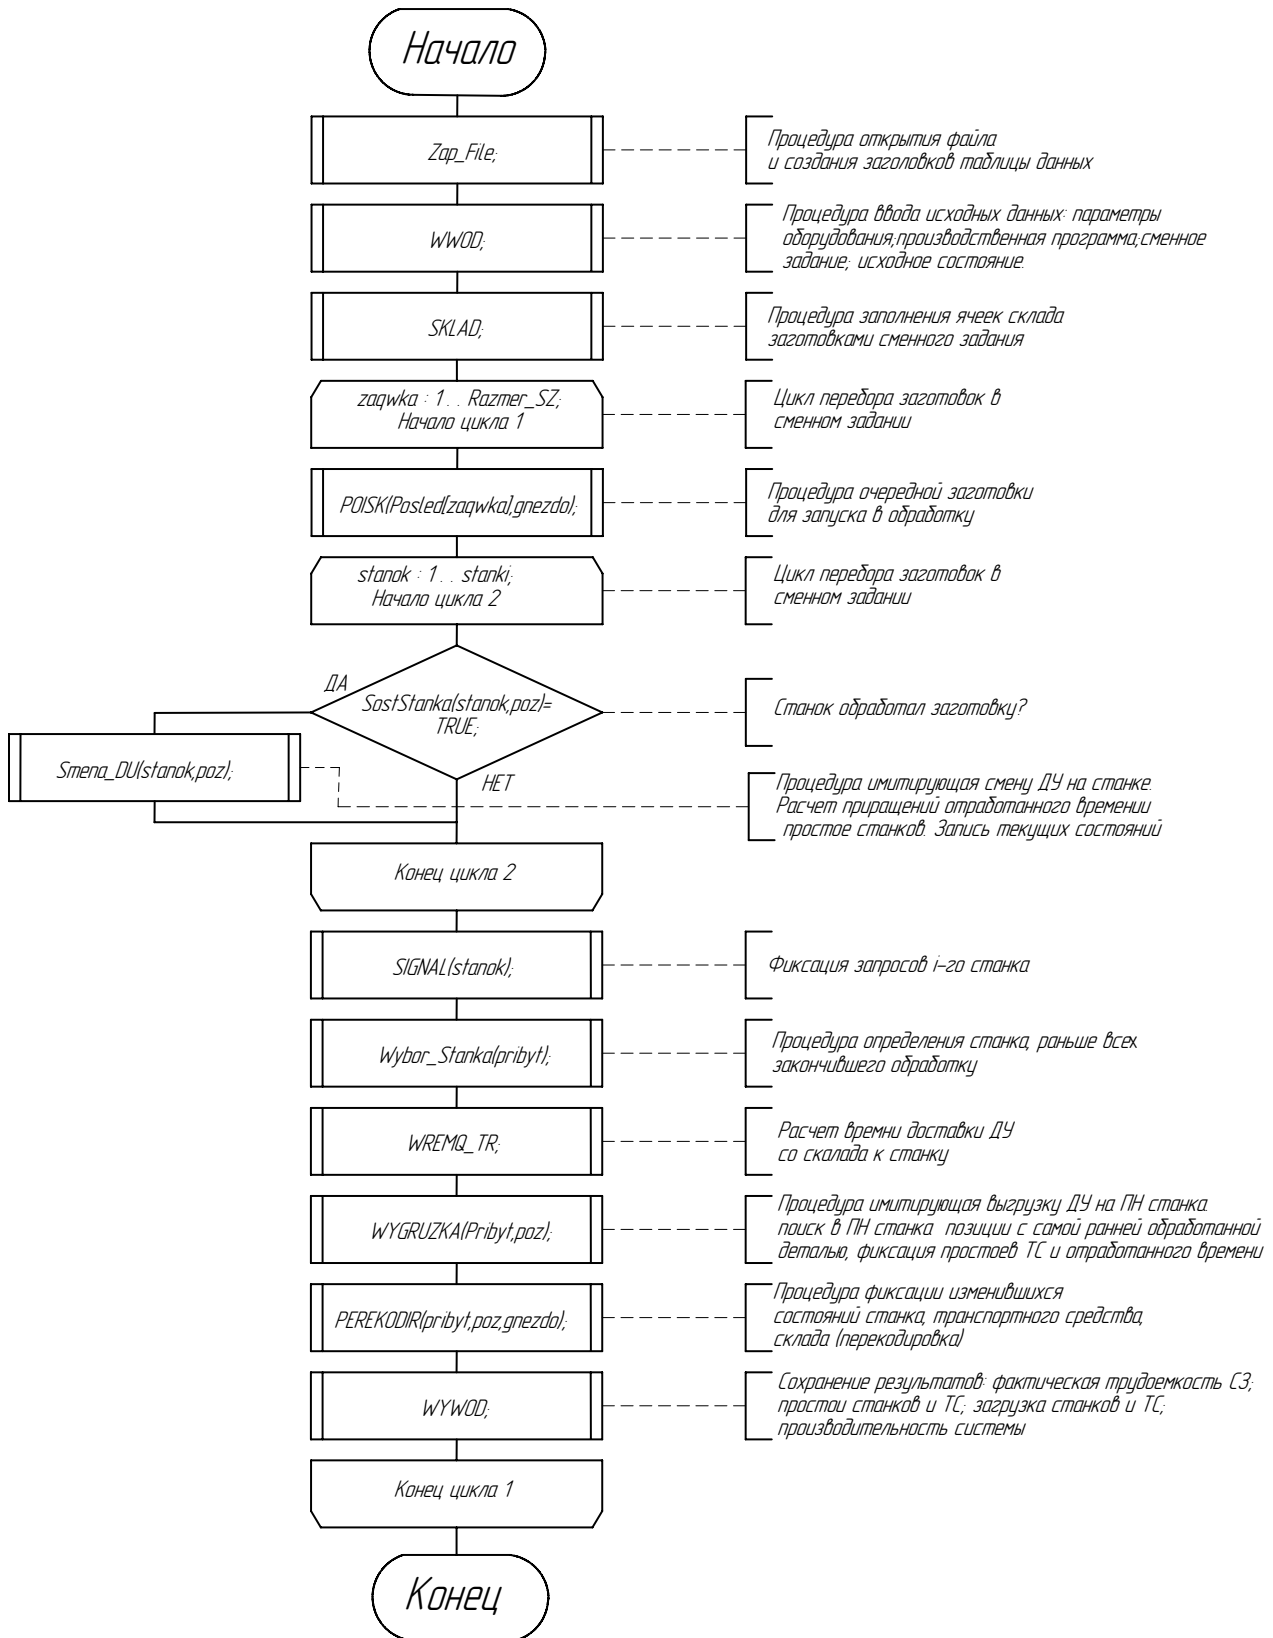 Начало
Zap_File;
Процедура открытия файла
и создания заголовков таблицы данных
WWOD;
Процедура ввода исходных данных: параметры
оборудования;производственная программа;сменное
задание; исходное состояние.
SKLAD;
Процедура заполнения ячеек склада
заготовками сменного задания
zaqwka : 1. . Razmer_SZ;
Начало цикла 1
Цикл перебора заготовок в
сменном задании
POISK(Posled[zaqwka],gnezdo);
Процедура очередной заготовки
для запуска в обработку
stanok : 1. . stanki;
Начало цикла 2
Цикл перебора заготовок в
сменном задании
ДА
SostStanka(stanok,poz)=
TRUE;
Станок обработал заготовку?
Smena_DU(stanok,poz);
НЕТ
Процедура имитирующая смену ДУ на станке.
Расчет приращений отработанного времении
простое станков. Запись текущих состояний
Конец цикла 2
SIGNAL(stanok);
Фиксация запросов i-го станка
Wybor_Stanka(pribyt);
Процедура определения станка, раньше всех
закончившего обработку
WREMQ_TR;
Расчет времни доставки ДУ
со скалада к станку
WYGRUZKA(Pribyt,poz);
Процедура имитирующая выгрузку ДУ на ПН станка
поиск в ПН станка позиции с самой ранней обработанной
деталью, фиксация простоев ТС и отработанного времени
PEREKODIR(pribyt,poz,gnezdo);
Процедура фиксации изменившихся
состояний станка, транспортного средства,
склада (перекодировка)
WYWOD;
Сохранение результатов: фактическая трудоемкость СЗ;
простои станков и ТС; загрузка станков и ТС;
производительность системы
Конец цикла 1
Конец